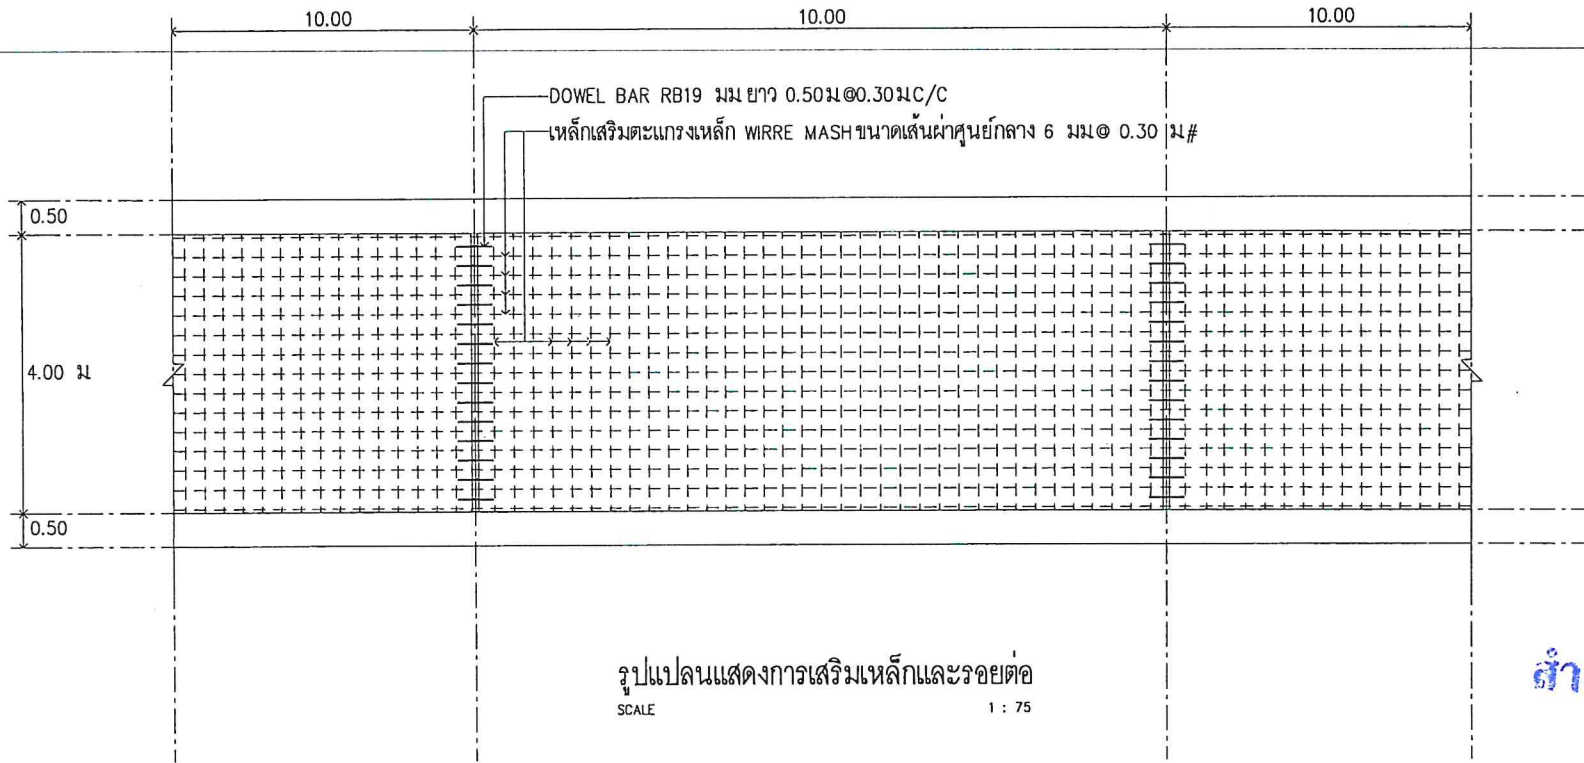 10.00 10.00 10.00
DOWEL BAR RB19 มม ยาว 0.50ม@0.30มC/C
เหล็กเสริมตะแกรงเหล็ก WIRRE MASH ขนาดเส้นผ่าศูนย์กลาง 6 มม@ 0.30 ม#
0.50
4.00 ม
0.50
รูปแปลนแสดงการเสริมเหล็กและรอยต่อ
SCALE 1 : 75
สำ